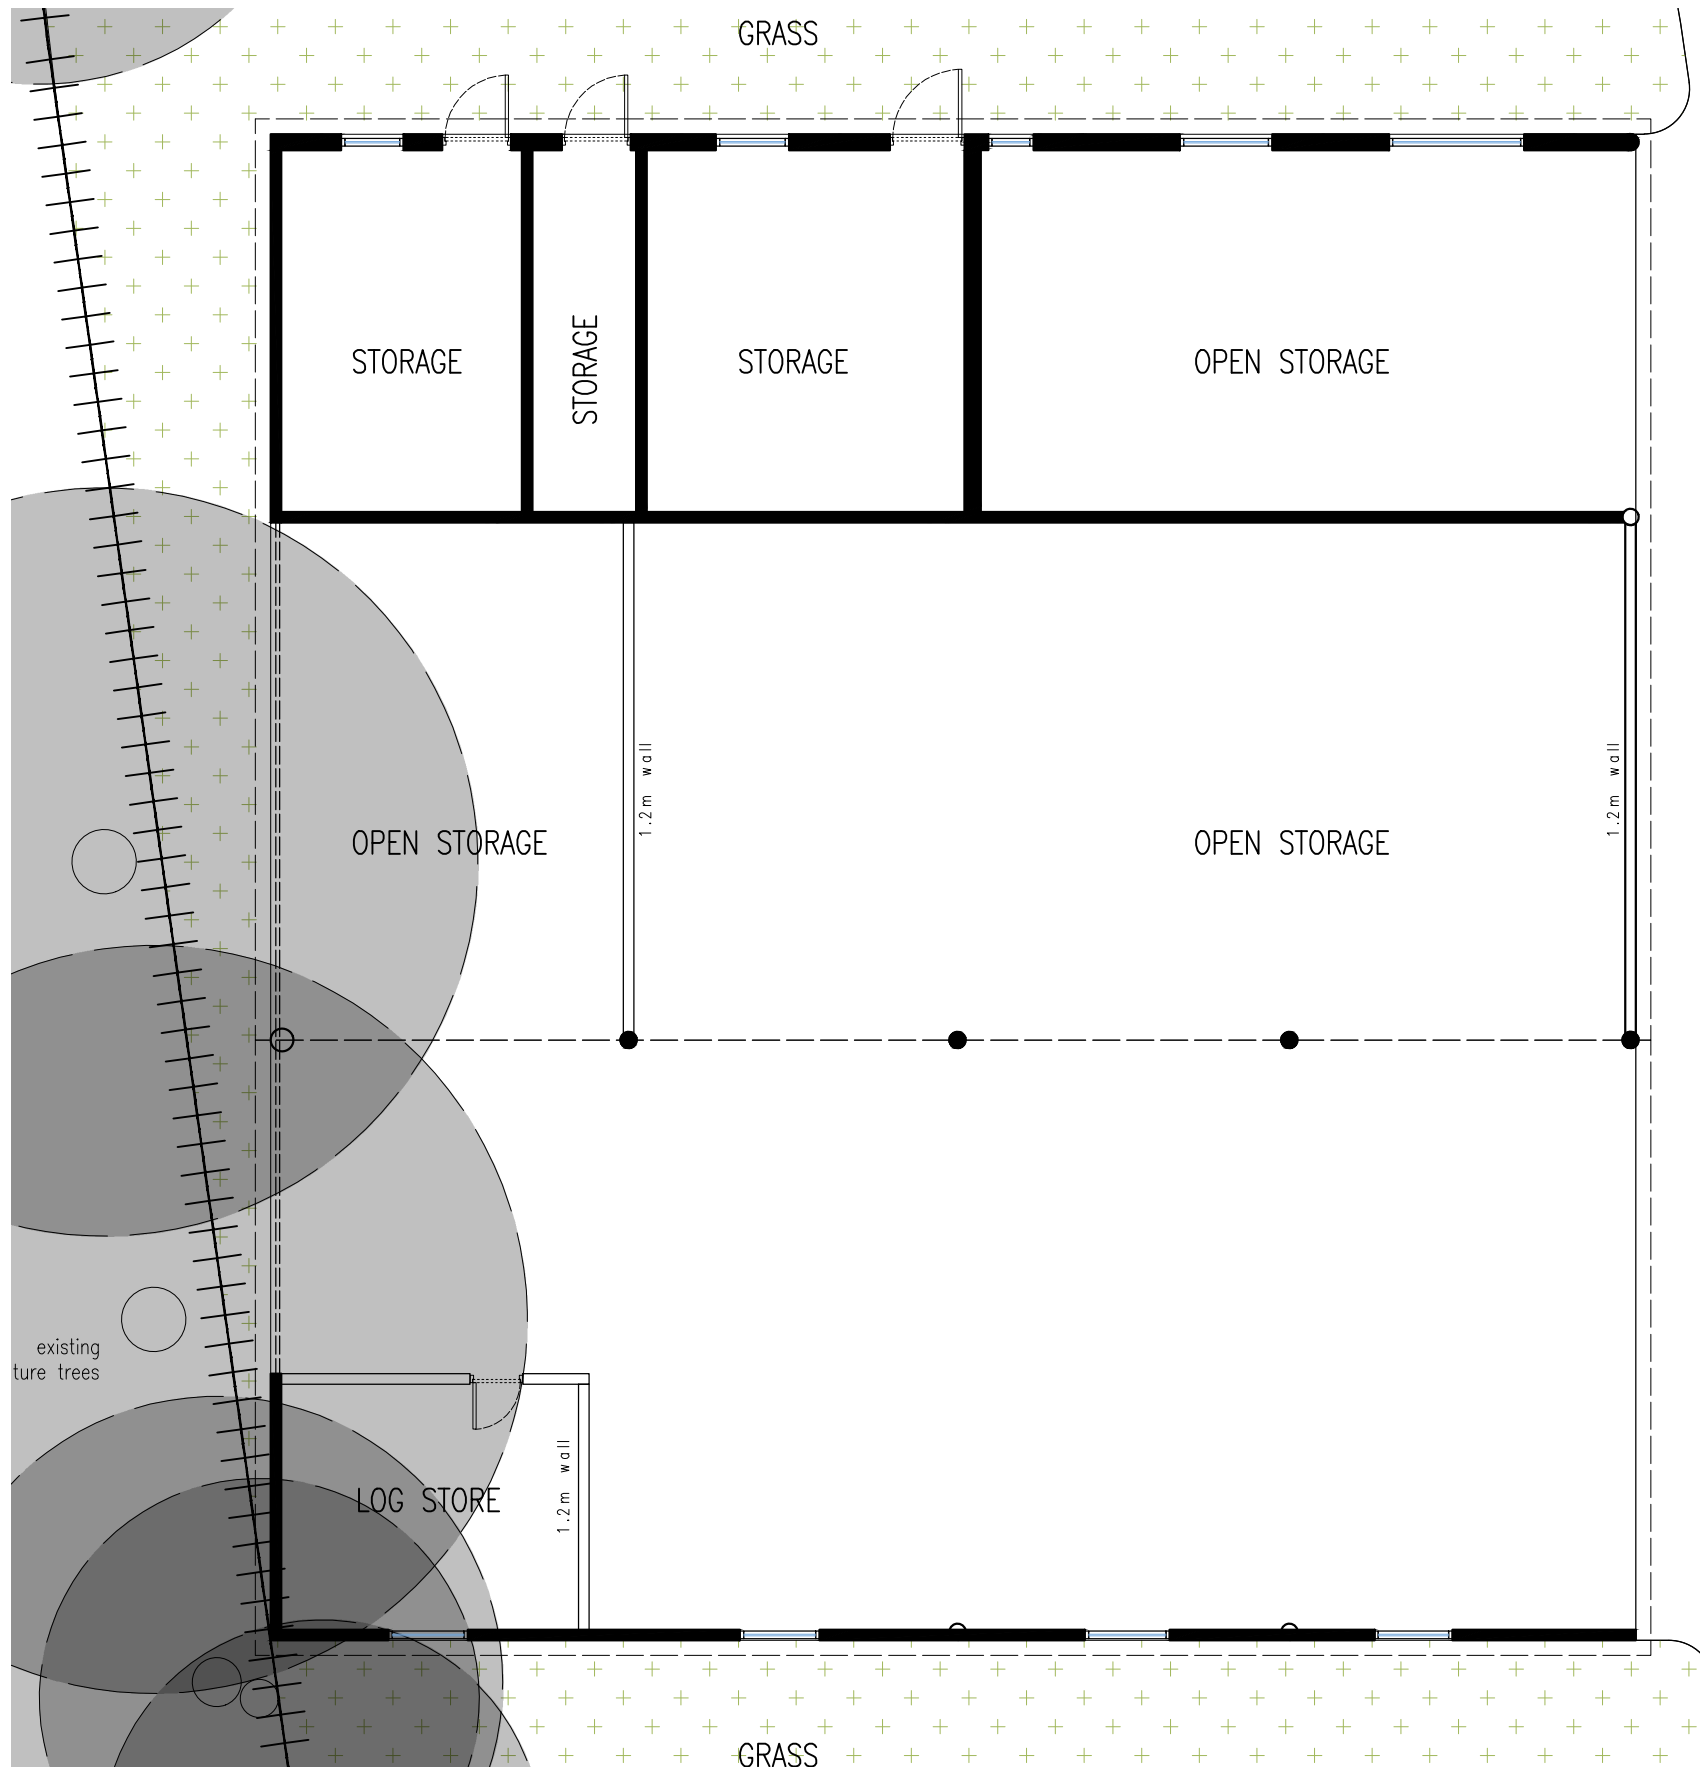 GRASS
STORAGE
STORAGE
STORAGE
OPEN STORAGE
1.2m wall
1.2m wall
OPEN STORAGE
OPEN STORAGE
existing
ture trees
LOG STORE
1.2m wall
GRASS